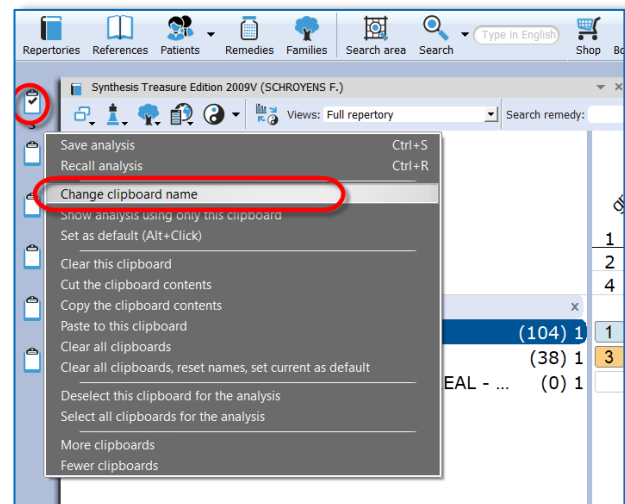 Repertories References Patients Remedies Families Search area Search Type in English Shop
Synthesis Treasure Edition 2009V (SCHROYENS F.)
Views: Full repertory Search remedy:
Save analysis Ctrl+S
Recall analysis Ctrl+R
Change clipboard name
Show analysis using only this clipboard
Set as default (Alt+Click)
1
2
Clear this clipboard
Cut the clipboard contents
4
Copy the clipboard contents
x
Paste to this clipboard
(104) 1 1
Clear all clipboards
(38) 1 3
Clear all clipboards, reset names, set current as default
EAL - ... (0) 1
Deselect this clipboard for the analysis
Select all clipboards for the analysis
More clipboards
Fewer clipboards